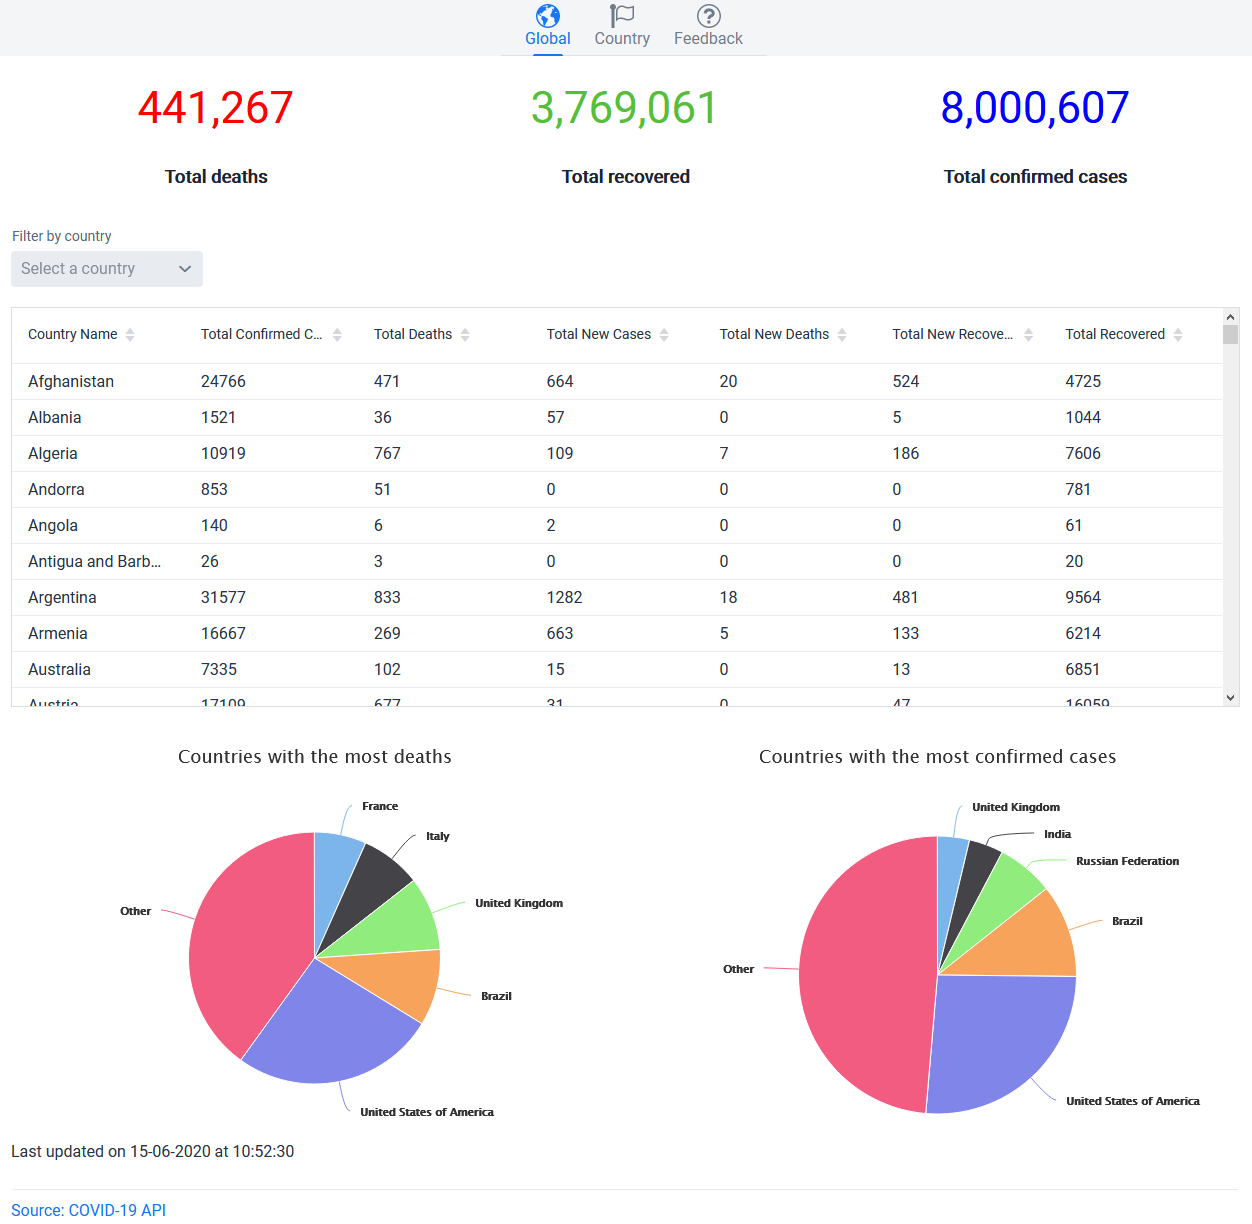 Global Country Feedback
441,267 3,769,061 8,000,607
Total deaths Total recovered Total confirmed cases
Filter by country
Select a country
Country Name Total Confirmed C... Total Deaths Total New Cases Total New Deaths Total New Recove... Total Recovered
Afghanistan 24766 471 664 20 524 4725
Albania 1521 36 57 0 5 1044
Algeria 10919 767 109 7 186 7606
Andorra 853 51 0 0 0 781
Angola 140 6 2 0 0 61
Antigua and Barb... 26 3 0 0 0 20
Argentina 31577 833 1282 18 481 9564
Armenia 16667 269 663 5 133 6214
Australia 7335 102 15 0 13 6851
Austria 17109 677 31 0 47 16059
Countries with the most deaths
France
Italy
United Kingdom
Other
Brazil
United States of America
Countries with the most confirmed cases
United Kingdom
India
Russian Federation
Brazil
Other
United States of America
Last updated on 15-06-2020 at 10:52:30
Source: COVID-19 API